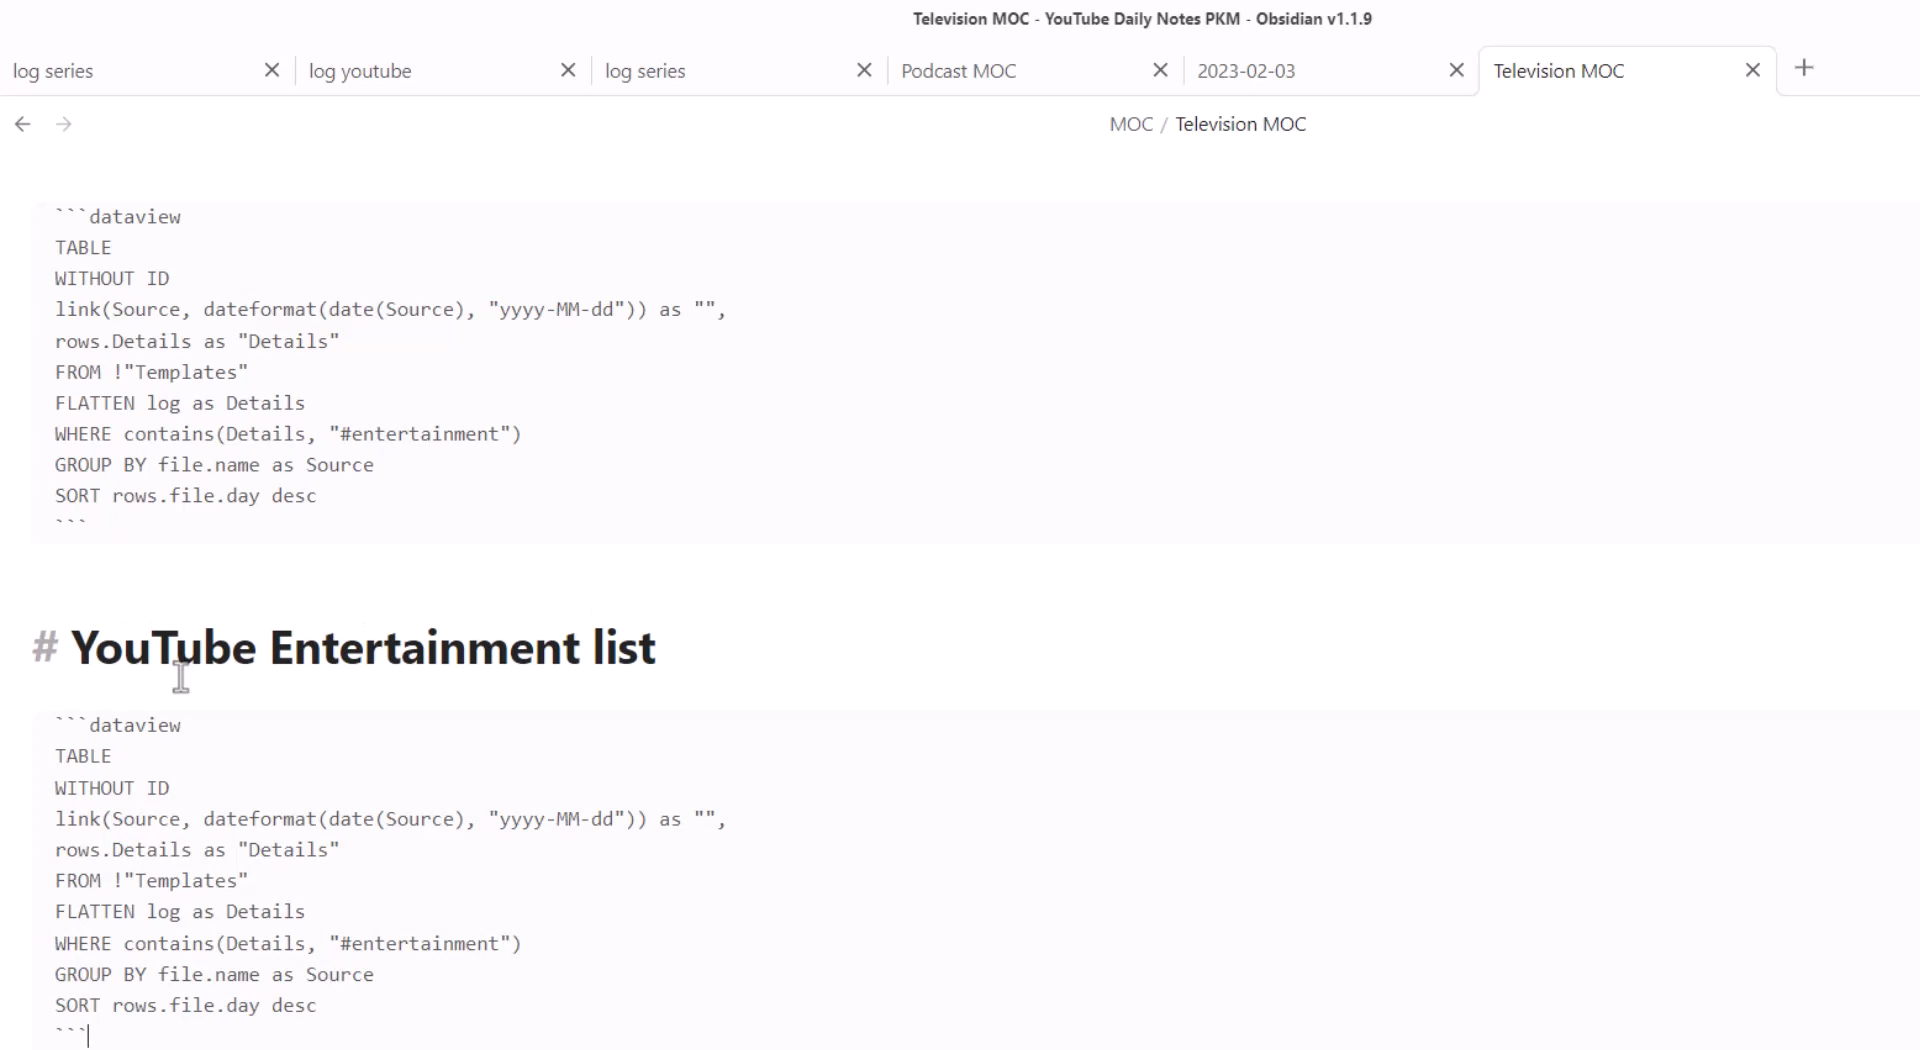 Television MOC - YouTube Daily Notes PKM - Obsidian v1.1.9
log series log youtube log series Podcast MOC 2023-02-03 Television MOC
MOC / Television MOC
```dataview
TABLE
WITHOUT ID
link(Source, dateformat(date(Source), "yyyy-MM-dd")) as "",
rows.Details as "Details"
FROM !"Templates"
FLATTEN log as Details
WHERE contains(Details, "#entertainment")
GROUP BY file.name as Source
SORT rows.file.day desc
```
# YouTube Entertainment list
```dataview
TABLE
WITHOUT ID
link(Source, dateformat(date(Source), "yyyy-MM-dd")) as "",
rows.Details as "Details"
FROM !"Templates"
FLATTEN log as Details
WHERE contains(Details, "#entertainment")
GROUP BY file.name as Source
SORT rows.file.day desc
```